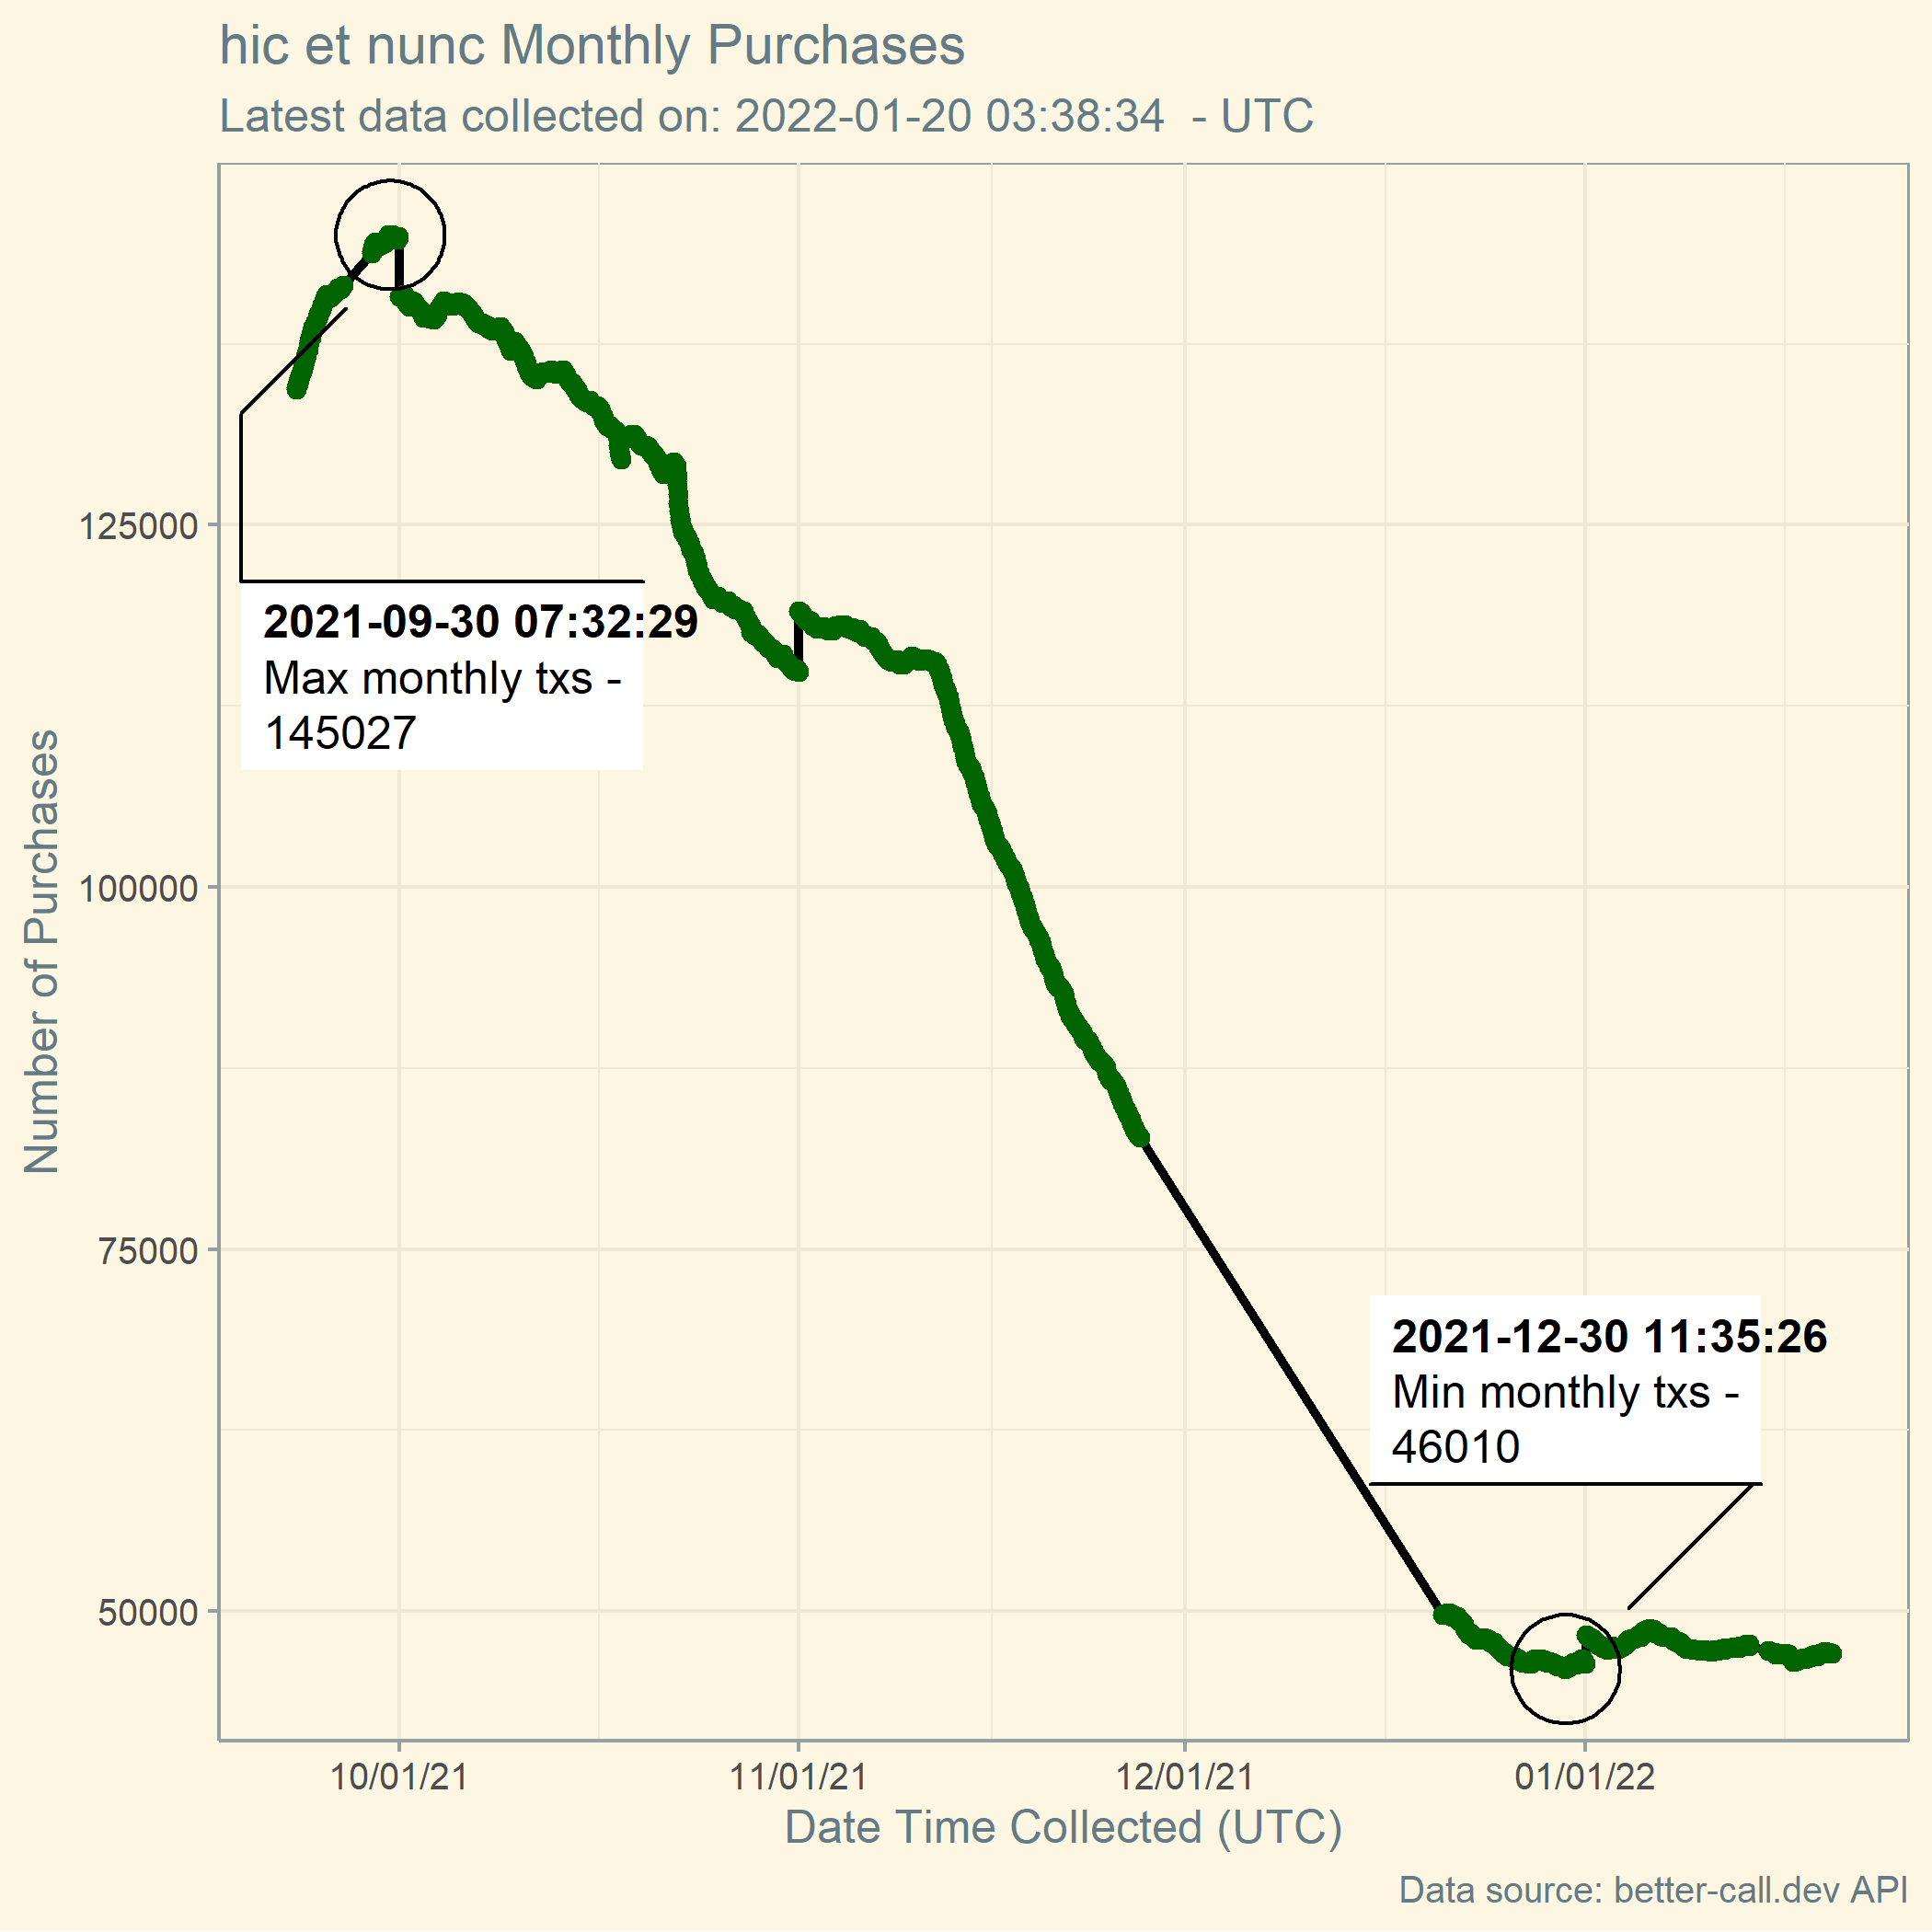 hic et nunc Monthly Purchases
Latest data collected on: 2022-01-20 03:38:34  - UTC
Number of Purchases
125000
100000
75000
50000
2021-09-30 07:32:29
Max monthly txs -
145027
2021-12-30 11:35:26
Min monthly txs -
46010
10/01/21
11/01/21
12/01/21
01/01/22
Date Time Collected (UTC)
Data source: better-call.dev API